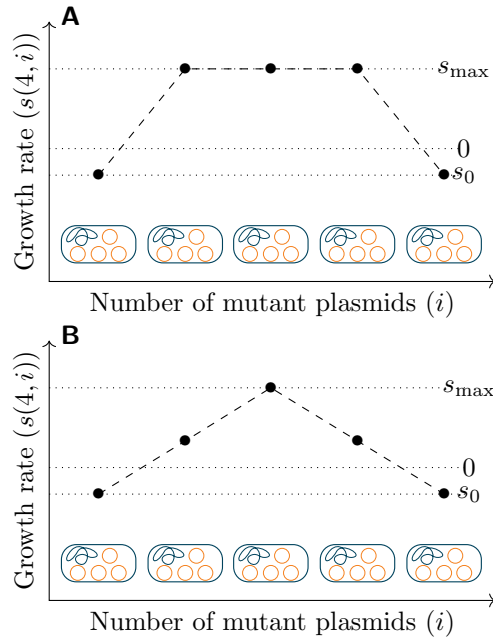 A
Growth rate (s(4, i))
s_max
0
s_0
Number of mutant plasmids (i)
B
Growth rate (s(4, i))
s_max
0
s_0
Number of mutant plasmids (i)